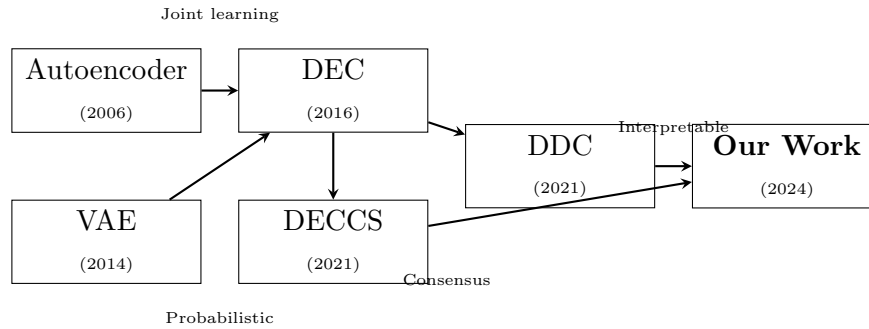 Joint learning
Autoencoder
(2006)
DEC
(2016)
Interpretable
DDC
(2021)
Our Work
(2024)
VAE
(2014)
DECCS
(2021)
Consensus
Probabilistic